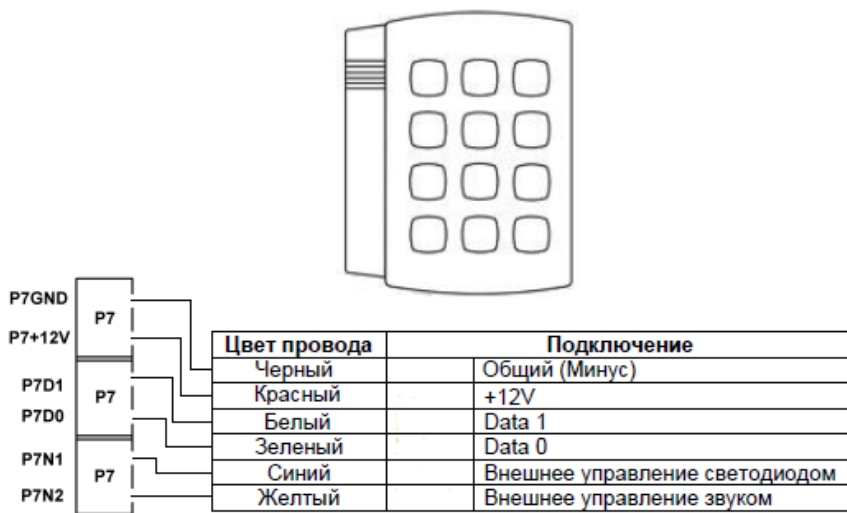 P7GND
P7
P7+12V
P7D1
P7
P7D0
P7N1
P7
P7N2
Цвет провода Подключение
Черный Общий (Минус)
Красный +12V
Белый Data 1
Зеленый Data 0
Синий Внешнее управление светодиодом
Желтый Внешнее управление звуком